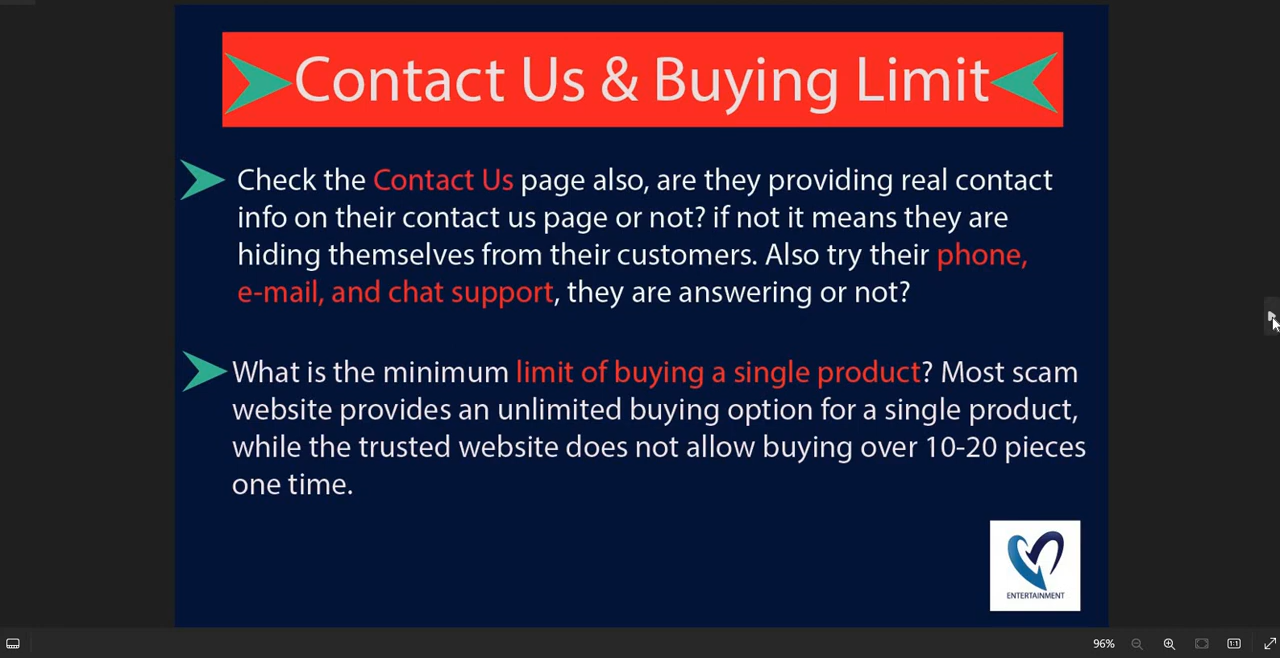 Contact Us & Buying Limit
Check the Contact Us page also, are they providing real contact
info on their contact us page or not? if not it means they are
hiding themselves from their customers. Also try their phone,
e-mail, and chat support, they are answering or not?
What is the minimum limit of buying a single product? Most scam
website provides an unlimited buying option for a single product,
while the trusted website does not allow buying over 10-20 pieces
one time.
ENTERTAINMENT
96%
1:1